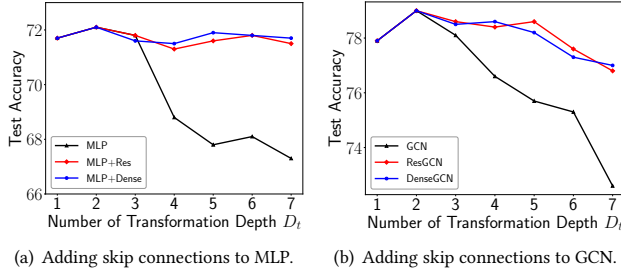 72
70
68
66
Test Accuracy
MLP
MLP+Res
MLP+Dense
1 2 3 4 5 6 7
Number of Transformation Depth D_t
(a) Adding skip connections to MLP.
78
76
74
Test Accuracy
GCN
ResGCN
DenseGCN
1 2 3 4 5 6 7
Number of Transformation Depth D_t
(b) Adding skip connections to GCN.